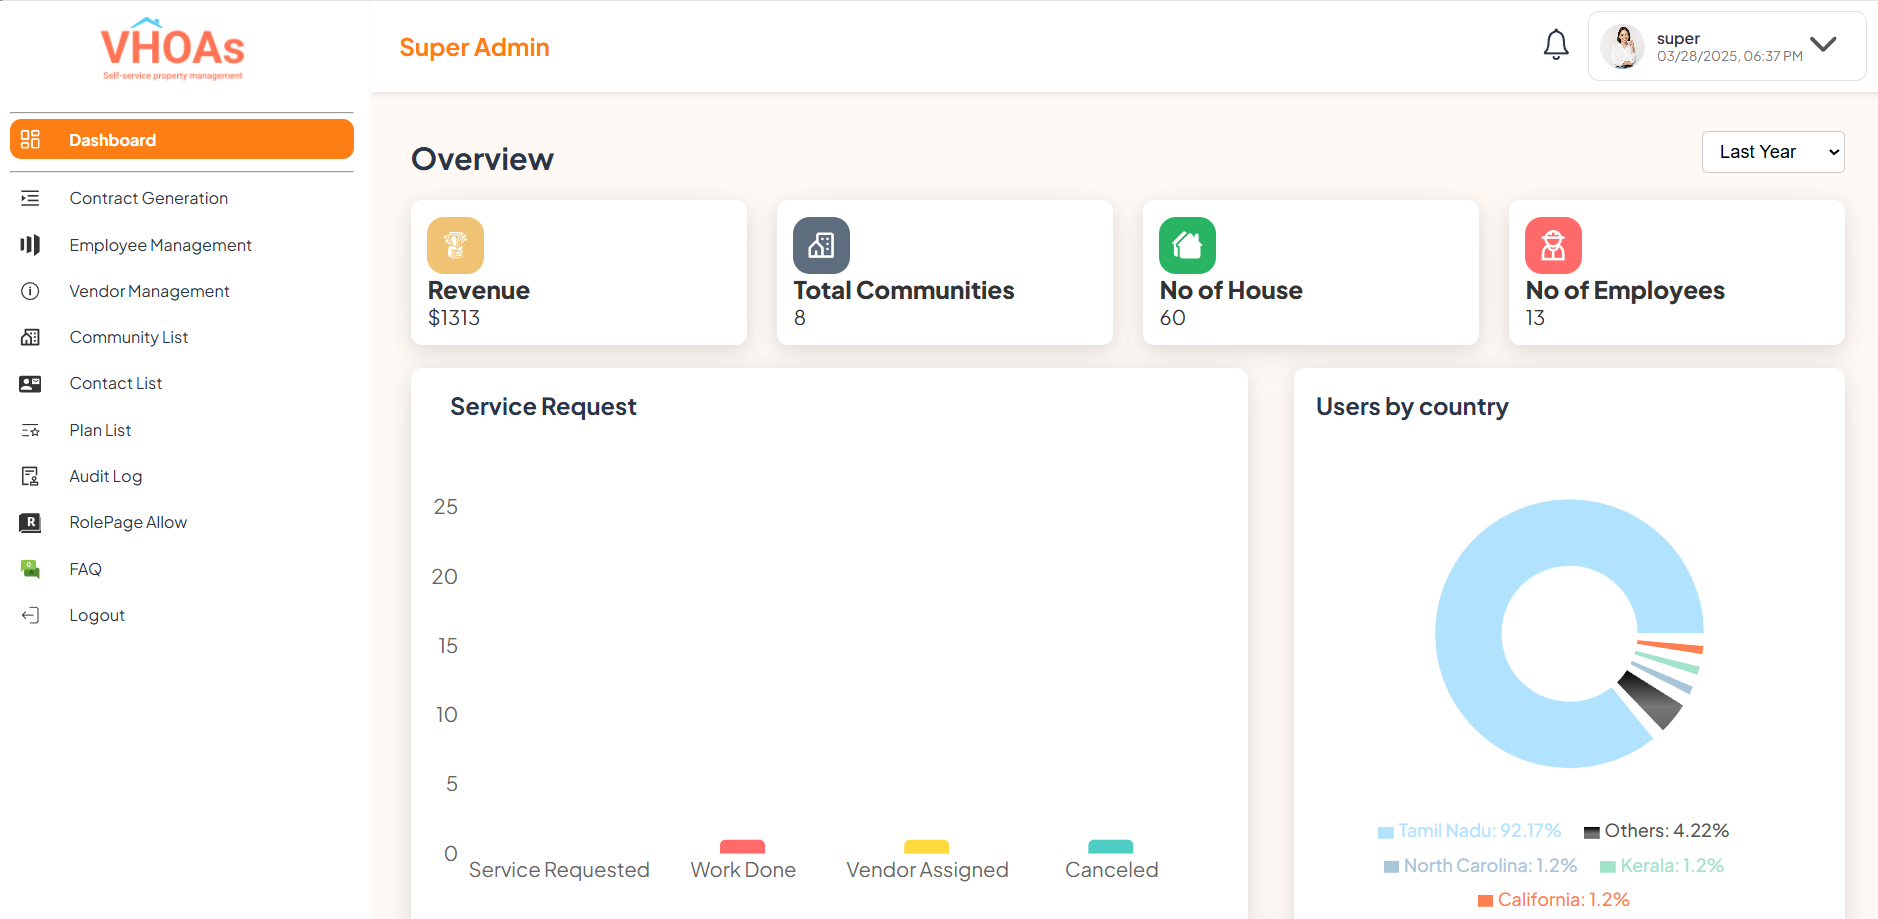 VHOAs
Self-service property management
Super Admin
super
03/28/2025, 06:37 PM
Dashboard
Contract Generation
Employee Management
Vendor Management
Community List
Contact List
Plan List
Audit Log
RolePage Allow
FAQ
Logout
Overview
Last Year
Revenue
$1313
Total Communities
8
No of House
60
No of Employees
13
Service Request
25
20
15
10
5
0
Service Requested
Work Done
Vendor Assigned
Canceled
Users by country
Tamil Nadu: 92.17%
Others: 4.22%
North Carolina: 1.2%
Kerala: 1.2%
California: 1.2%